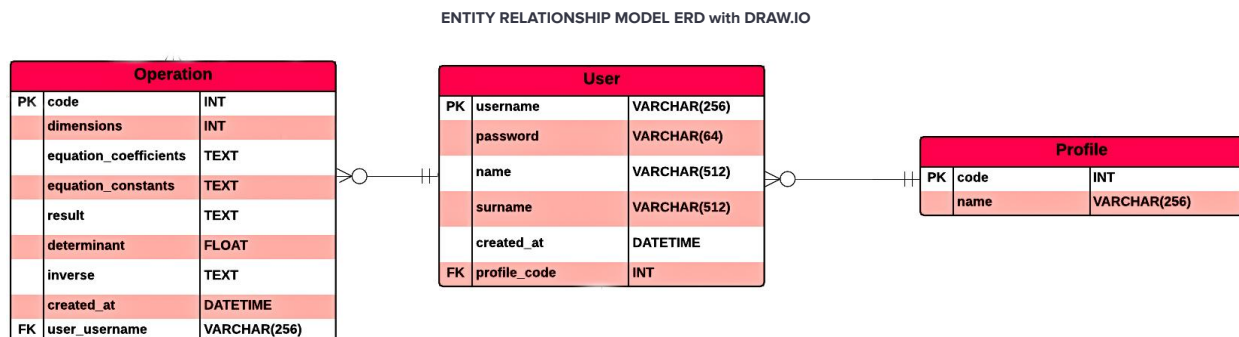 ENTITY RELATIONSHIP MODEL ERD with DRAW.IO
Operation
PK code INT
dimensions INT
equation_coefficients TEXT
equation_constants TEXT
result TEXT
determinant FLOAT
inverse TEXT
created_at DATETIME
FK user_username VARCHAR(256)
User
PK username VARCHAR(256)
password VARCHAR(64)
name VARCHAR(512)
surname VARCHAR(512)
created_at DATETIME
FK profile_code INT
Profile
PK code INT
name VARCHAR(256)